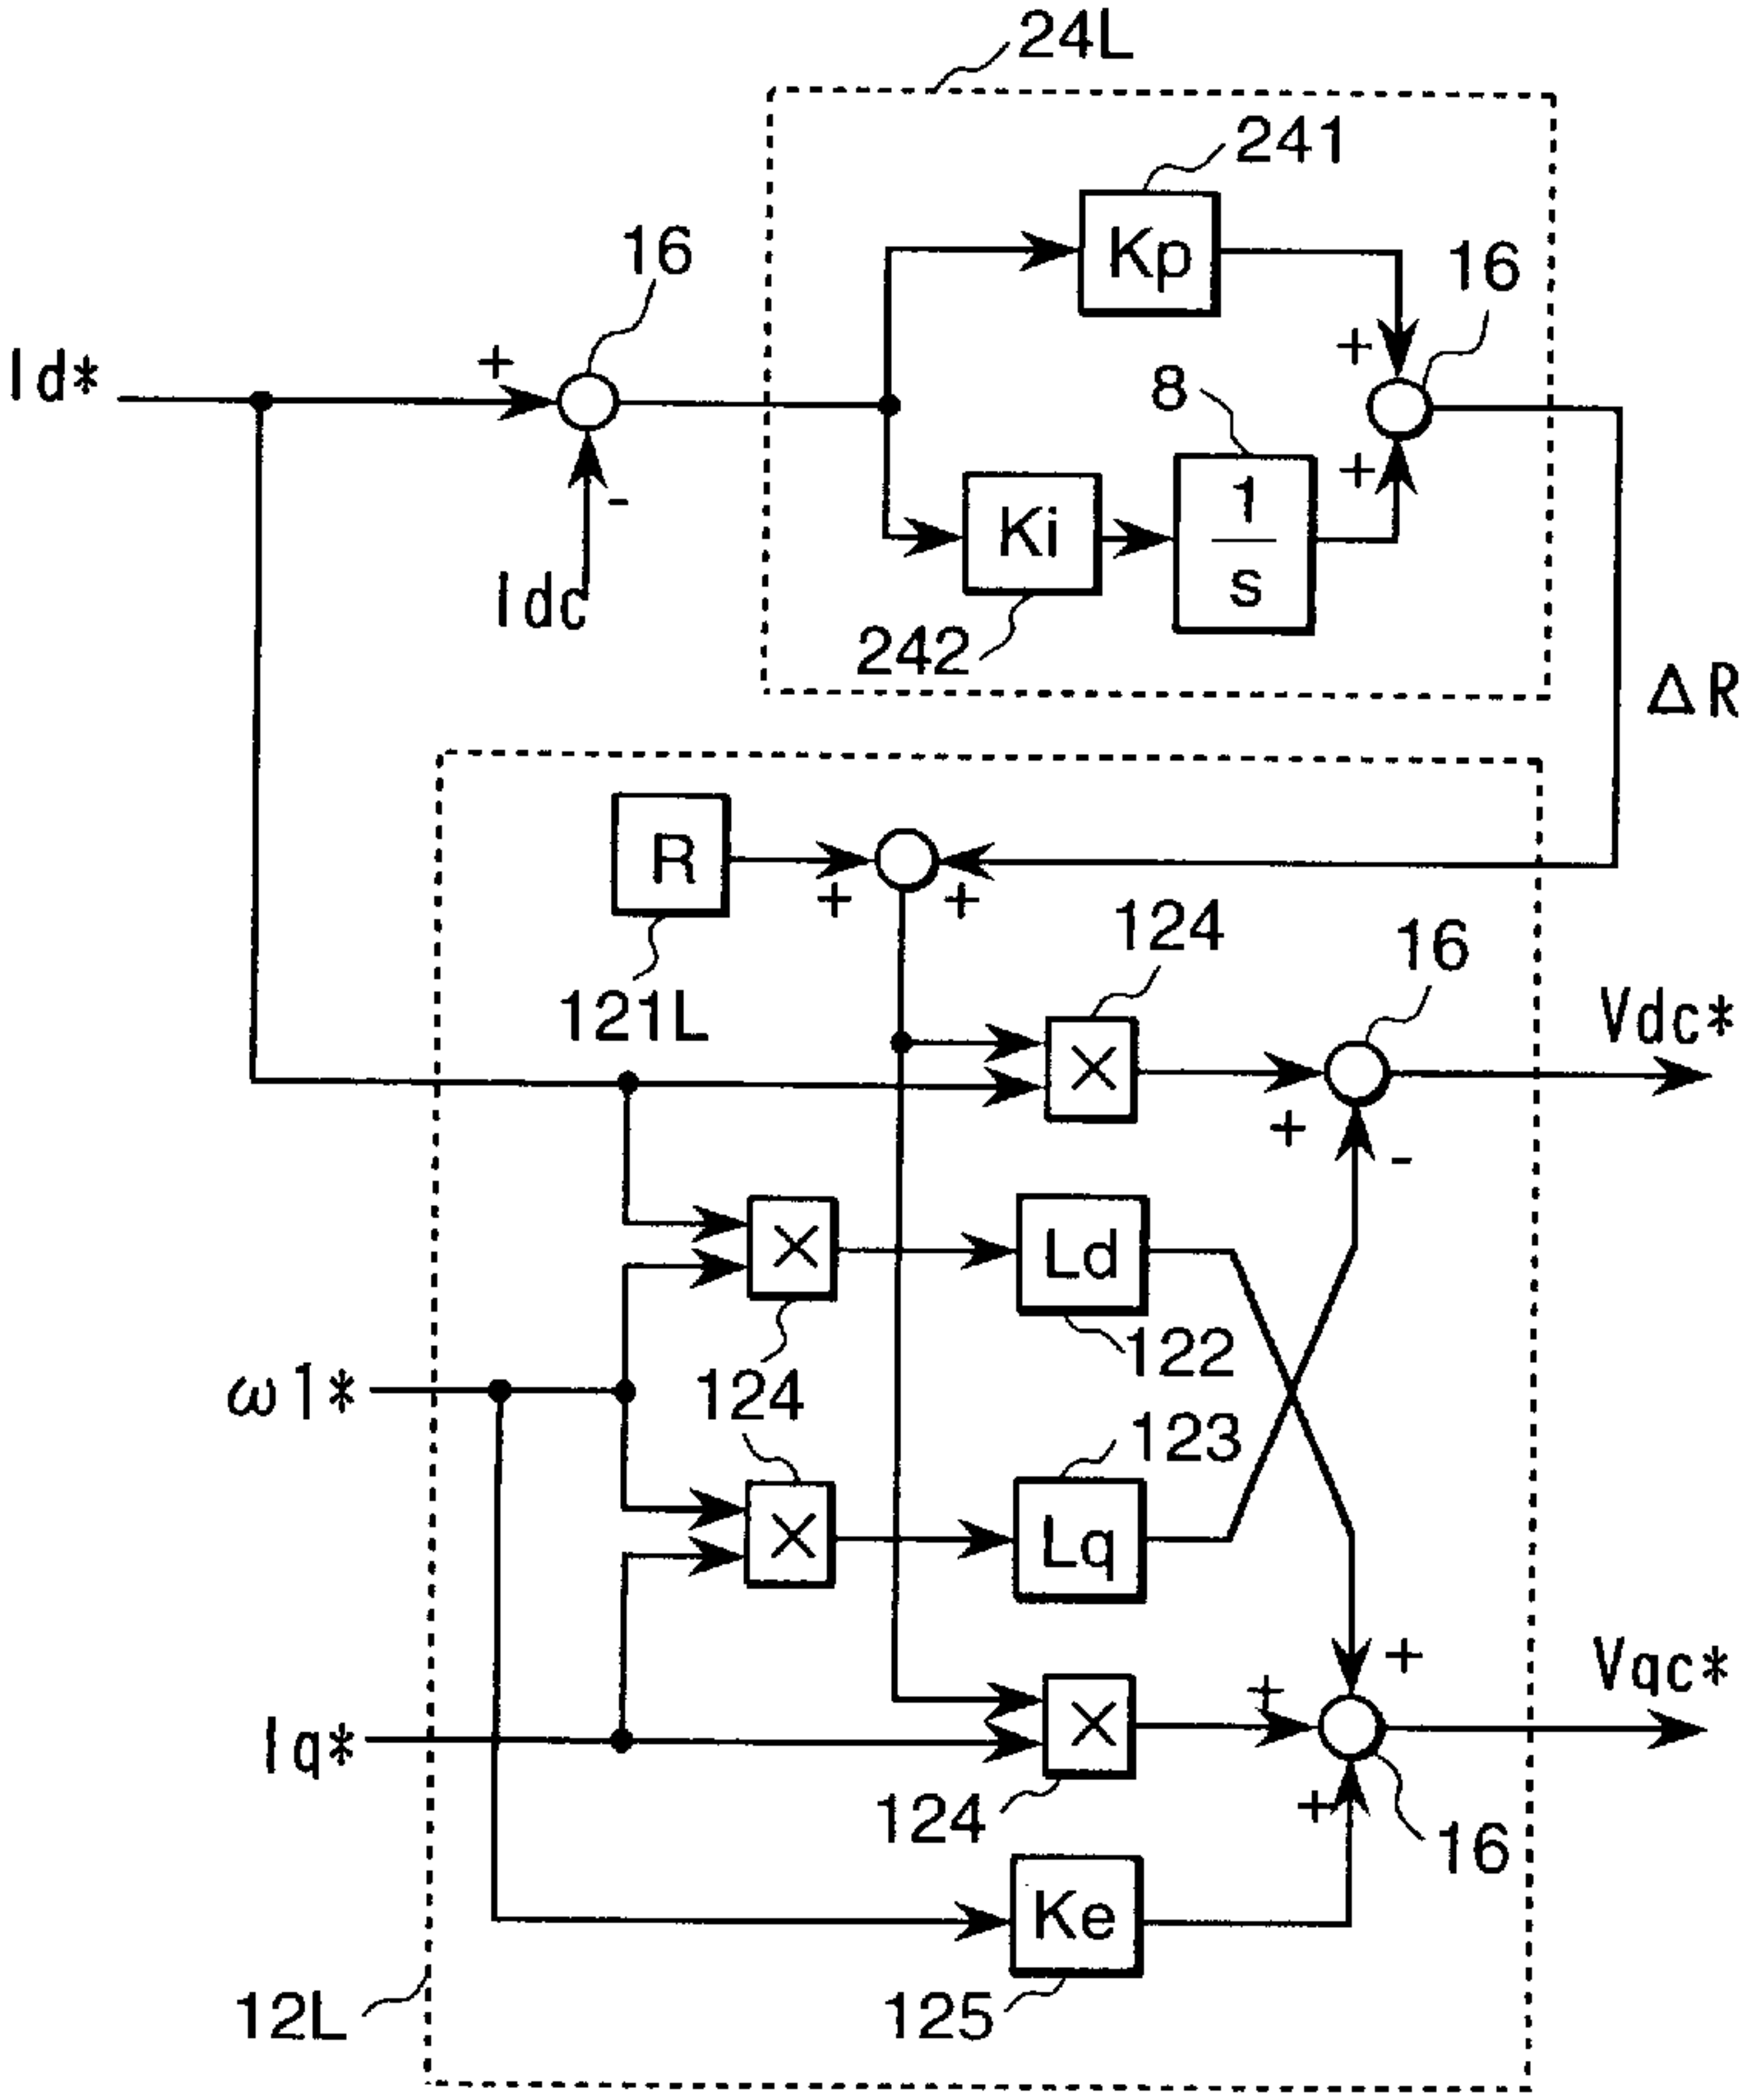 24L
241
Kp
16
16
Id*
+
+
8
1
s
+
-
Ki
Idc
242
ΔR
R
+
+
124
16
121L
Vdc*
×
+
-
×
Ld
122
ω1*
124
123
×
Lq
+
Vqc*
+
×
Iq*
124
+
16
Ke
12L
125